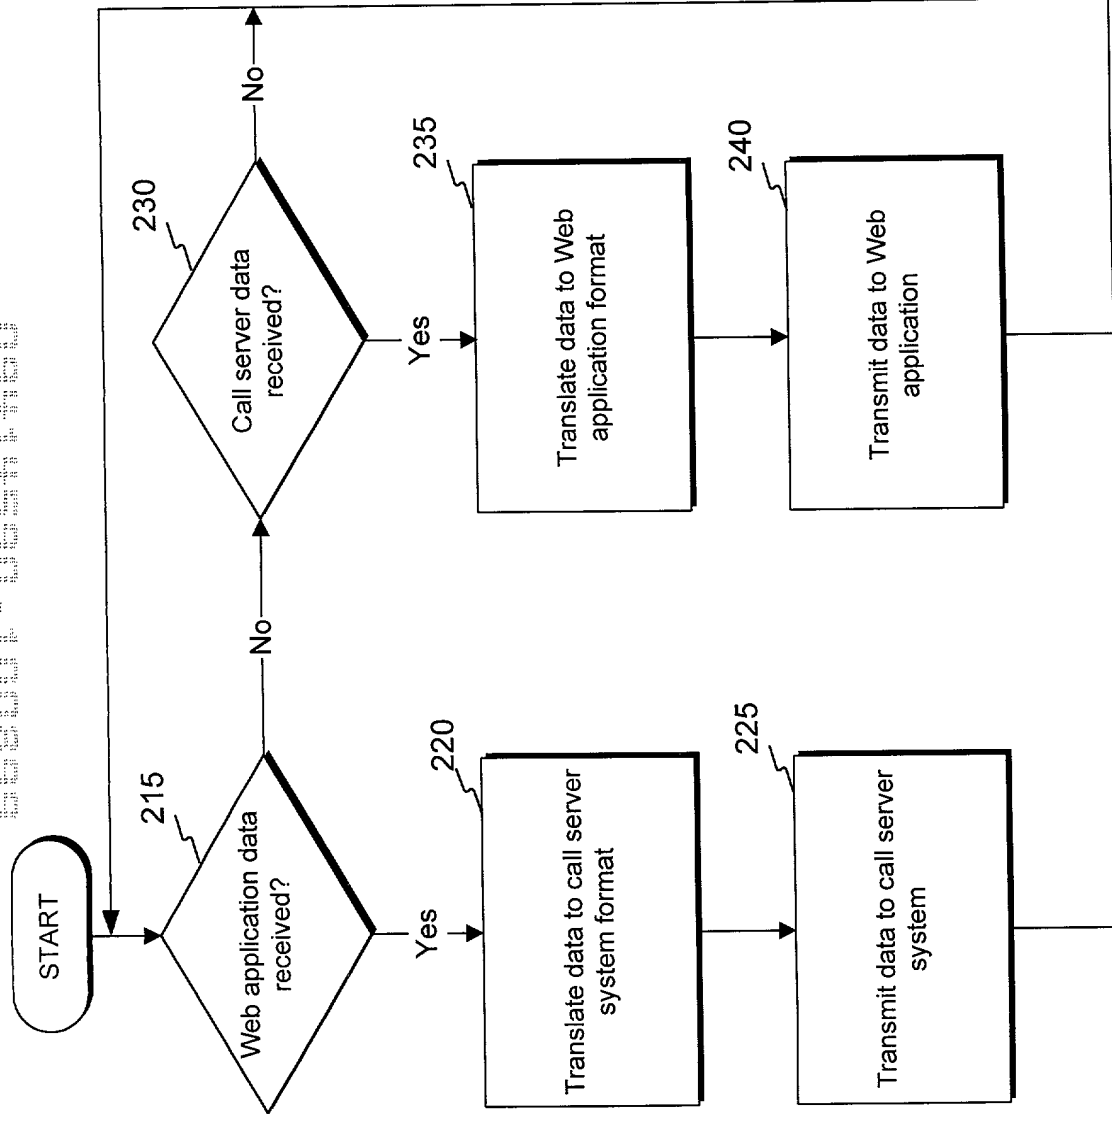 START
215
Web application data
received?
No
230
Call server data
received?
No
Yes
220
Translate data to call server
system format
225
Transmit data to call server
system
Yes
235
Translate data to Web
application format
240
Transmit data to Web
application